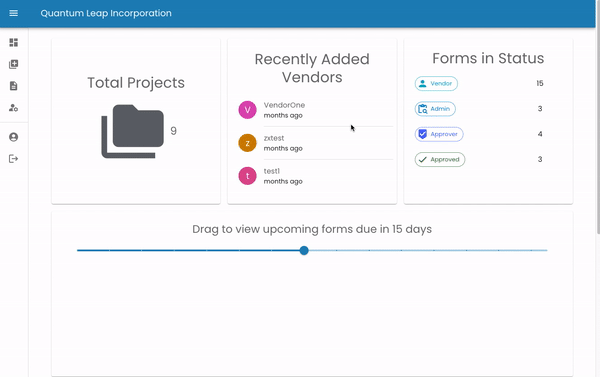 Quantum Leap Incorporation
Total Projects
9
Recently Added
Vendors
V
VendorOne
months ago
z
zxtest
months ago
t
test1
months ago
Forms in Status
Vendor 15
Admin 3
Approver 4
Approved 3
Drag to view upcoming forms due in 15 days